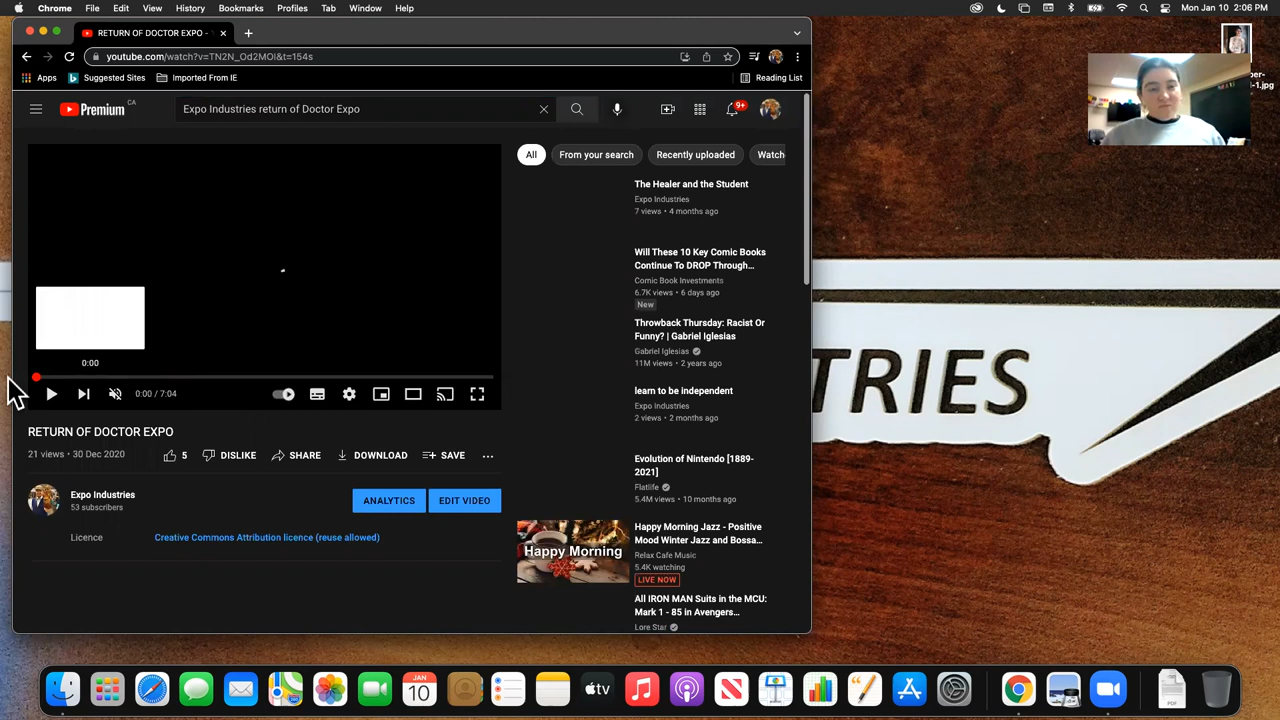 Chrome File Edit View History Bookmarks Profiles Tab Window Help Mon Jan 10 2:06 PM
RETURN OF DOCTOR EXPO -
youtube.com/watch?v=TN2N_Od2MOI&t=154s
Apps Suggested Sites Imported From IE Reading List
Premium CA
Expo Industries return of Doctor Expo
9+
All From your search Recently uploaded Watch
The Healer and the Student
Expo Industries
7 views • 4 months ago
Will These 10 Key Comic Books
Continue To DROP Through...
Comic Book Investments
6.7K views • 6 days ago
New
Throwback Thursday: Racist Or
Funny? | Gabriel Iglesias
Gabriel Iglesias
11M views • 2 years ago
learn to be independent
Expo Industries
2 views • 2 months ago
Evolution of Nintendo [1889-
2021]
Flatlife
5.4M views • 10 months ago
Happy Morning
Happy Morning Jazz - Positive
Mood Winter Jazz and Bossa...
Relax Cafe Music
5.4K watching
LIVE NOW
All IRON MAN Suits in the MCU:
Mark 1 - 85 in Avengers...
Lore Star
0:00
0:00 / 7:04
RETURN OF DOCTOR EXPO
21 views • 30 Dec 2020
5 DISLIKE SHARE DOWNLOAD SAVE
Expo Industries
53 subscribers
ANALYTICS EDIT VIDEO
Licence Creative Commons Attribution licence (reuse allowed)
TRIES
-1.jpg
JAN
10
tv
PDF